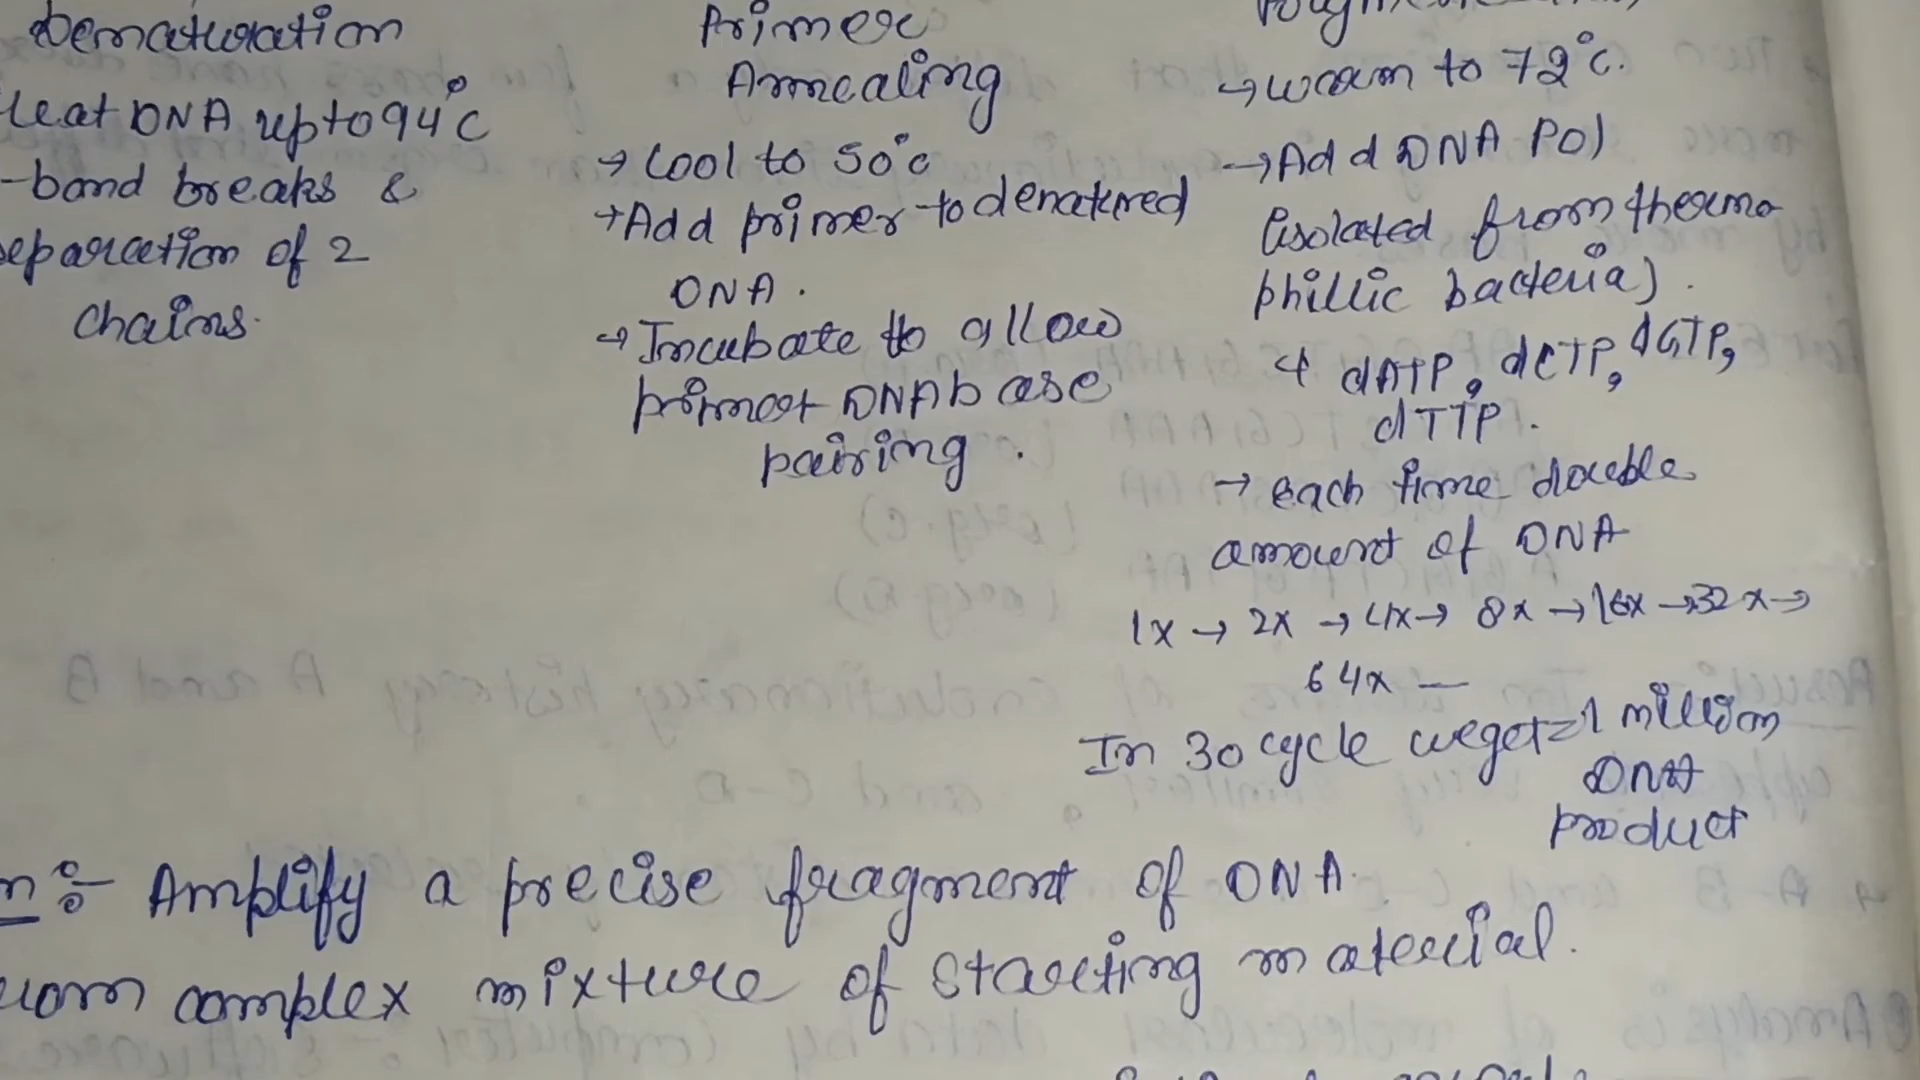 Denaturation
Heat DNA upto 94°C
-bond breaks &
separation of 2
chains.
Primer
Annealing
→ Cool to 50°c
→ Add primer to denatured
DNA.
→ Incubate to allow
primer DNA base
pairing.
→ warm to 72°c.
→ Add DNA Pol
(isolated from thermo
phillic bacteria).
+ dATP, dCTP, dGTP,
dTTP.
→ each time double
amount of DNA
1x → 2x → 4x → 8x → 16x → 32x →
64x —
In 30 cycle we get = 1 million
DNA
product
n :- Amplify a precise fragment of DNA.
from complex mixture of starting material.